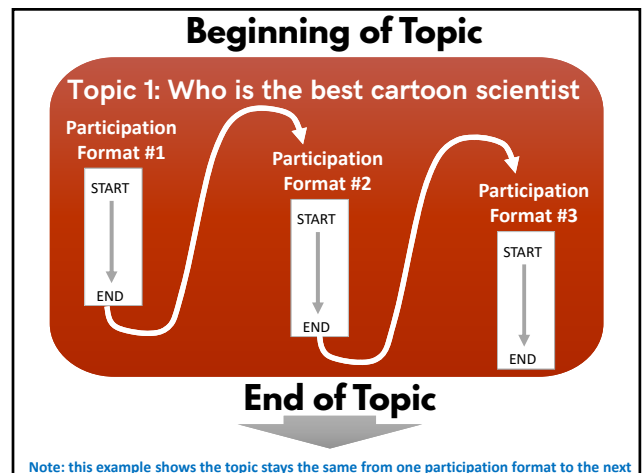 Beginning of Topic
Topic 1: Who is the best cartoon scientist
Participation
Format #1
START
END
Participation
Format #2
START
END
Participation
Format #3
START
END
End of Topic
Note: this example shows the topic stays the same from one participation format to the next